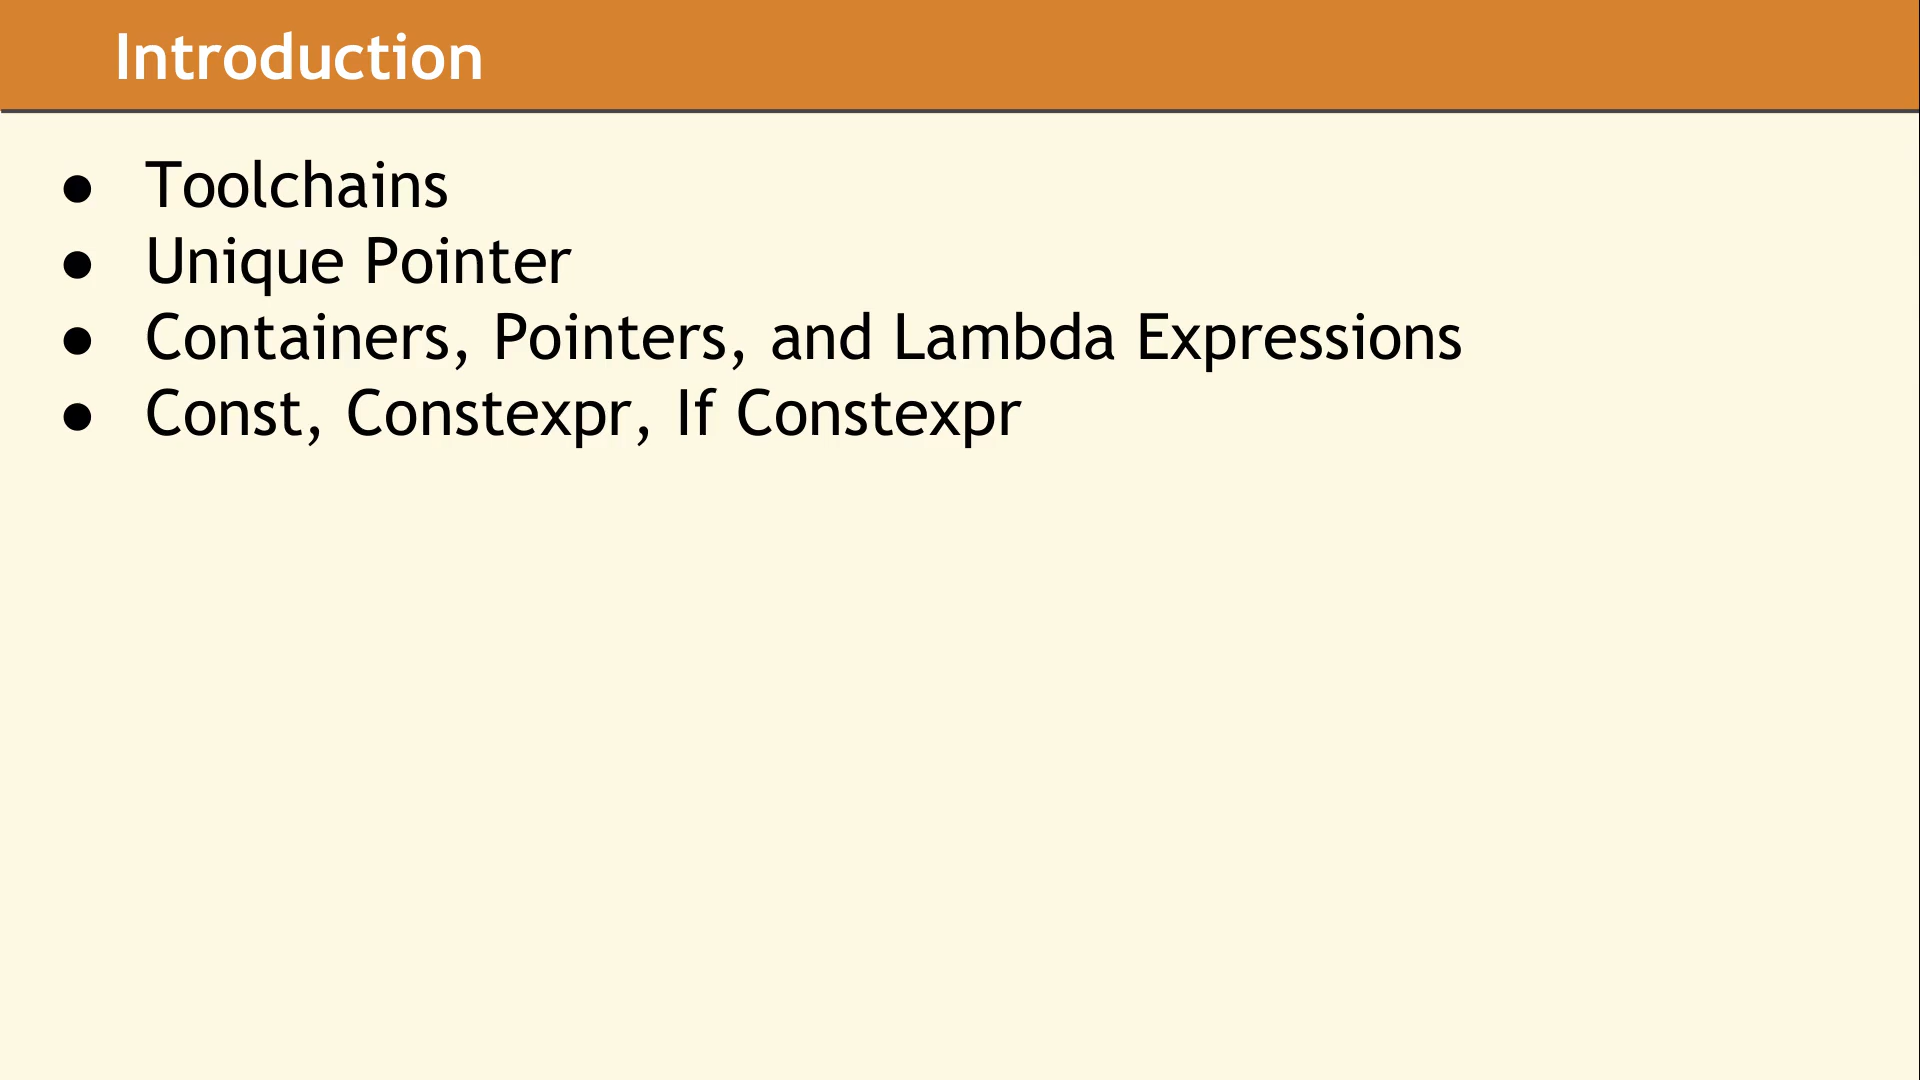 Introduction
● Toolchains
● Unique Pointer
● Containers, Pointers, and Lambda Expressions
● Const, Constexpr, If Constexpr